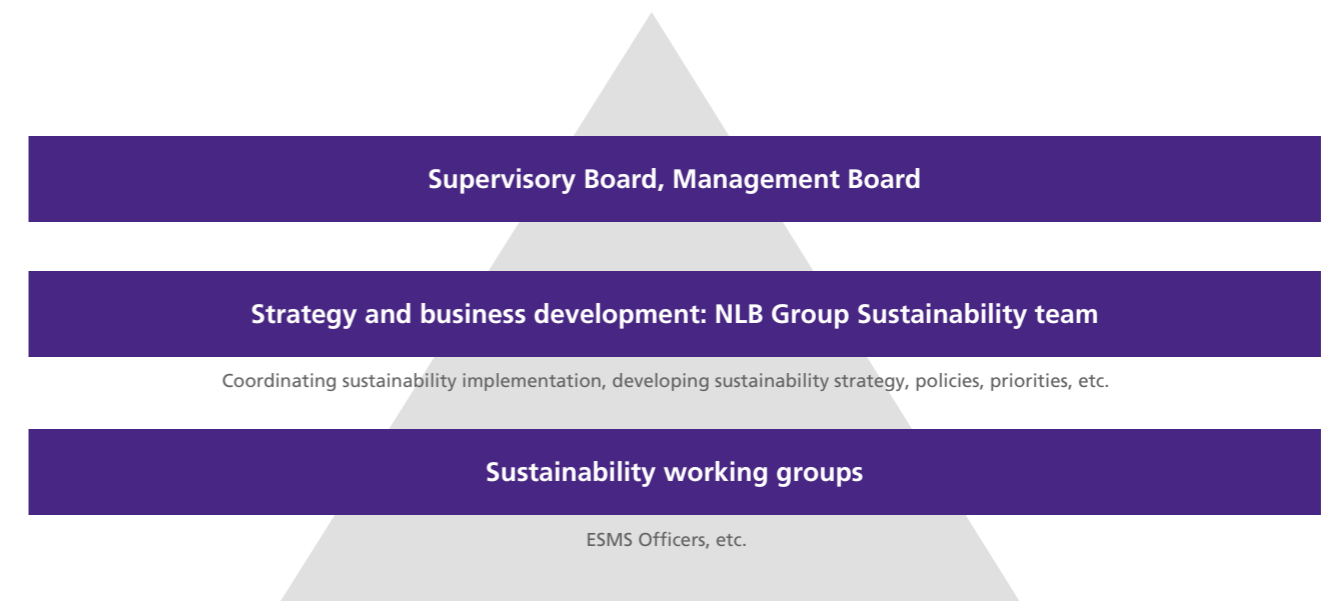 Supervisory Board, Management Board
Strategy and business development: NLB Group Sustainability team
Coordinating sustainability implementation, developing sustainability strategy, policies, priorities, etc.
Sustainability working groups
ESMS Officers, etc.